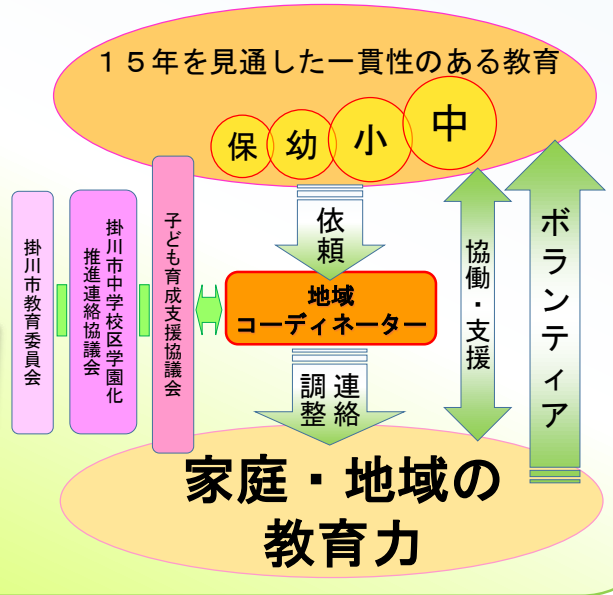 １５年を見通した一貫性のある教育
保
幼
小
中
掛川市教育委員会
掛川市中学校区学園化
推進連絡協議会
子ども育成支援協議会
依頼
地域
コーディネーター
連絡
調整
協働・支援
ボランティア
家庭・地域の
教育力